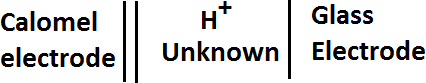 Calomel
electrode
H+
Unknown
Glass
Electrode